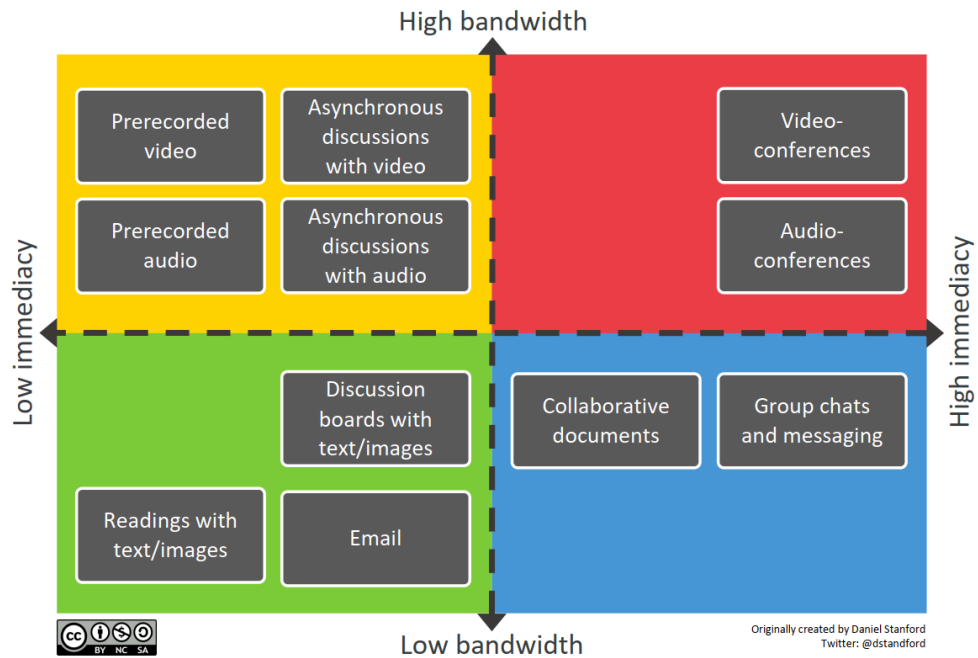 High bandwidth
Prerecorded
video
Asynchronous
discussions
with video
Video-
conferences
Prerecorded
audio
Asynchronous
discussions
with audio
Audio-
conferences
Low immediacy
High immediacy
Discussion
boards with
text/images
Collaborative
documents
Group chats
and messaging
Readings with
text/images
Email
cc
BY NC SA
Low bandwidth
Originally created by Daniel Stanford
Twitter: @dstandford